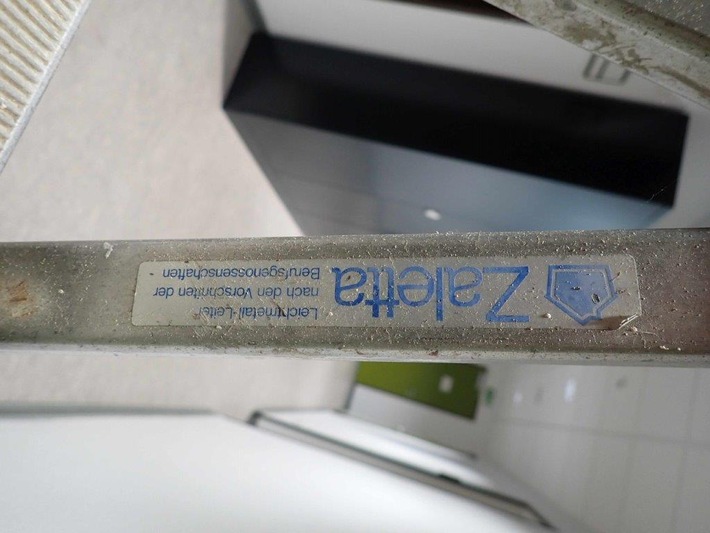 Zaletta
Leichtmetall-Leiter
nach den Vorschriften der
Berufsgenossenschaften